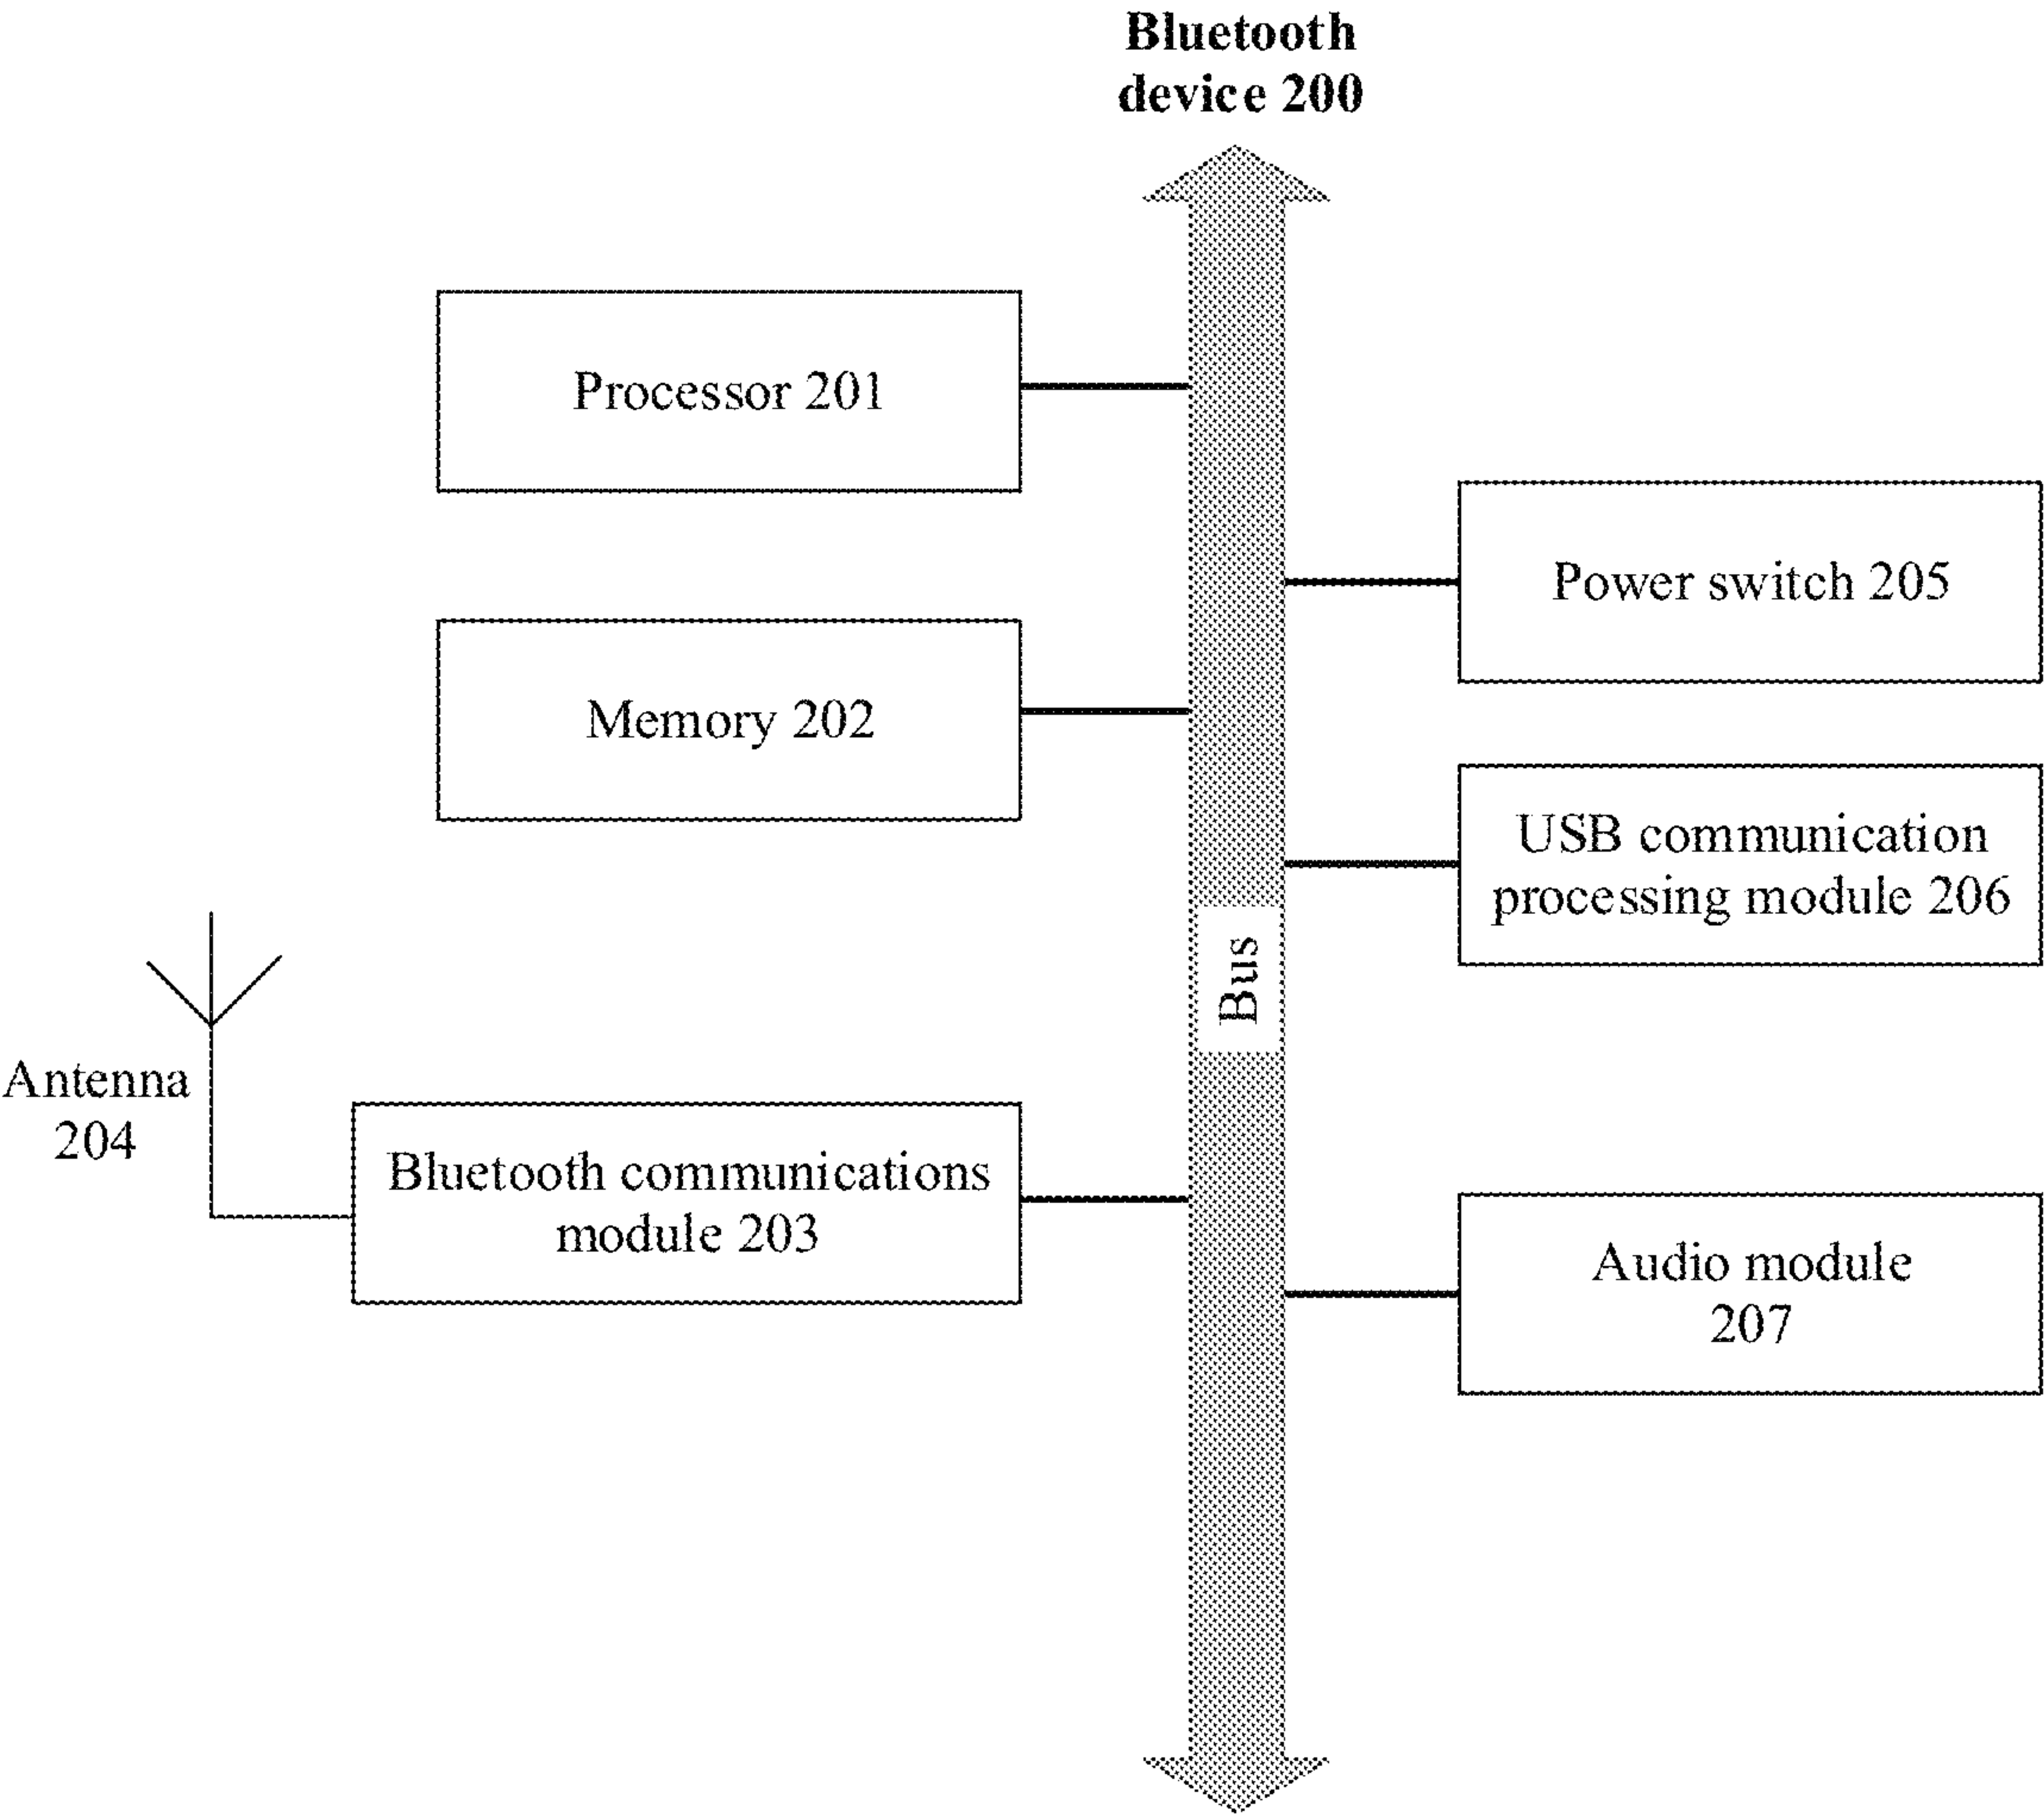 Bluetooth
device 200
Processor 201
Power switch 205
Memory 202
USB communication
processing module 206
Bus
Antenna
204
Bluetooth communications
module 203
Audio module
207